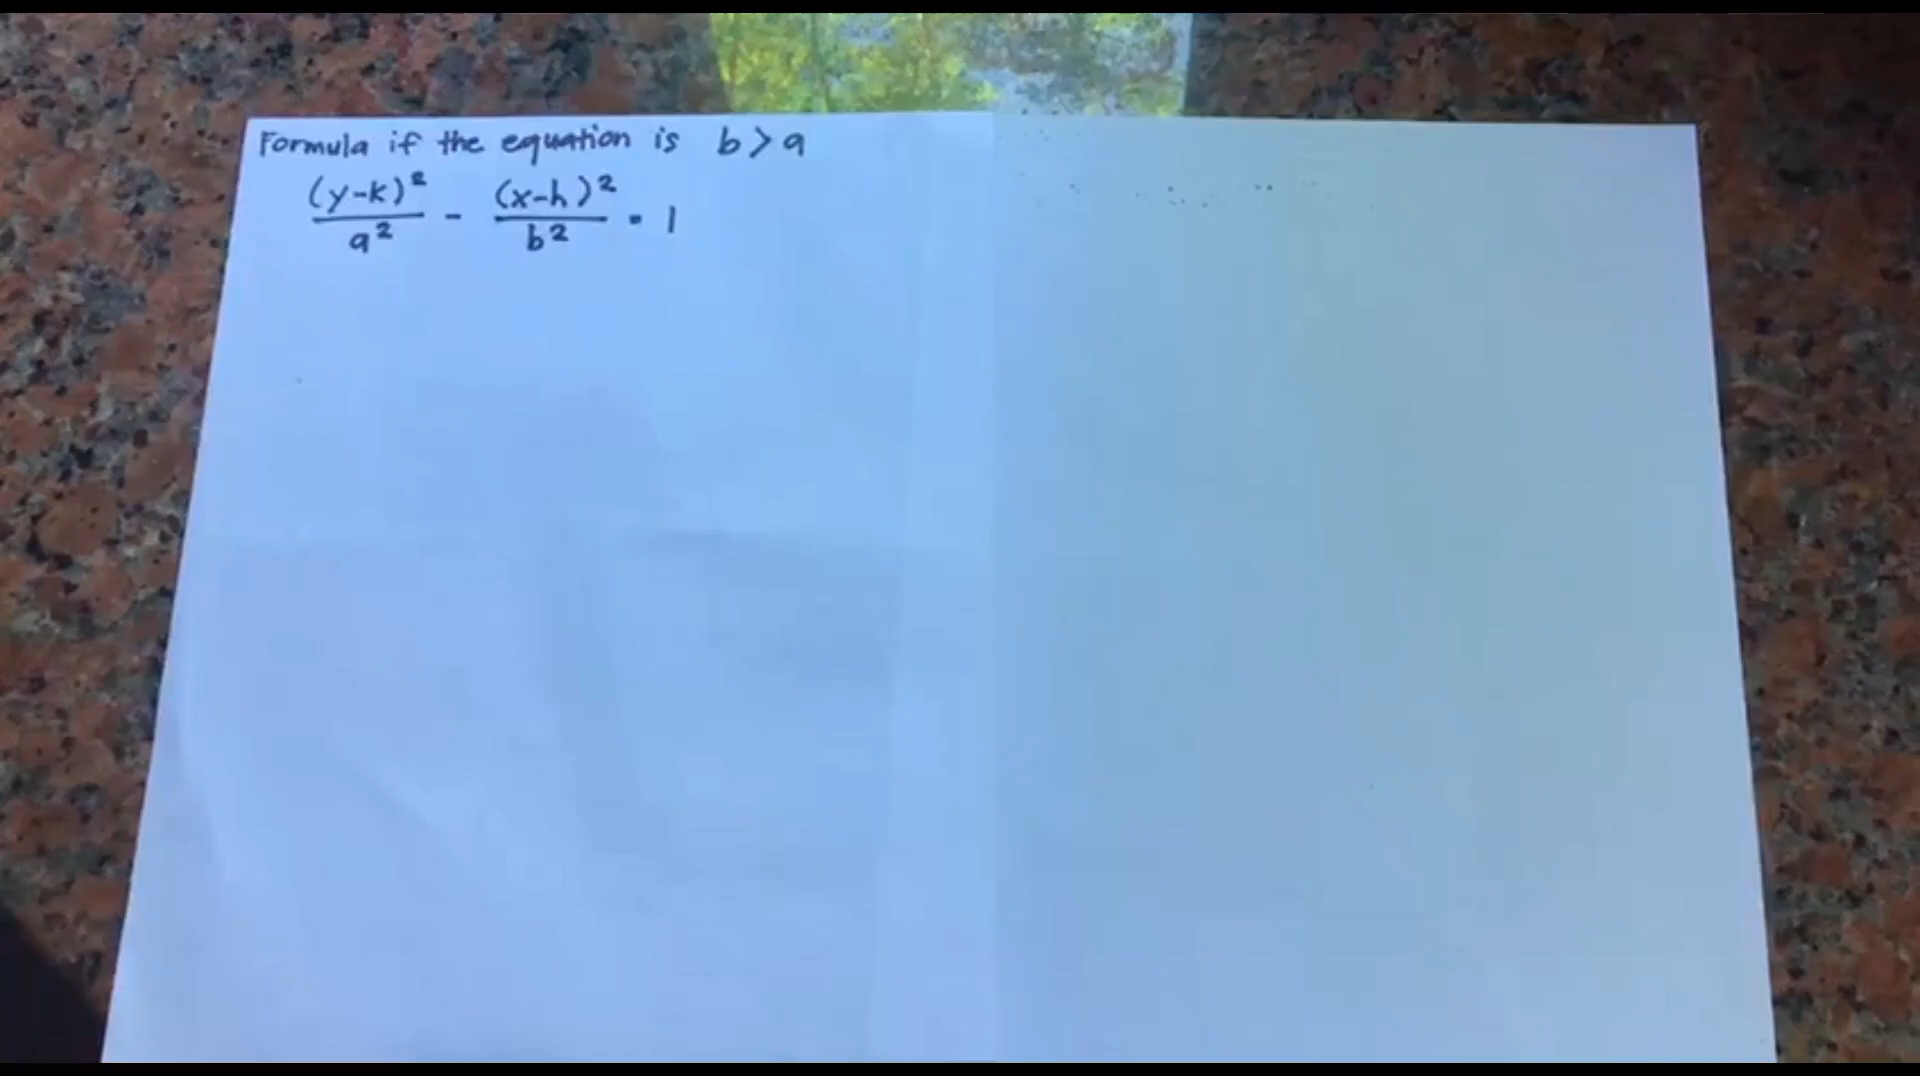 Formula if the equation is b > a
(y-k)²/a² - (x-h)²/b² = 1